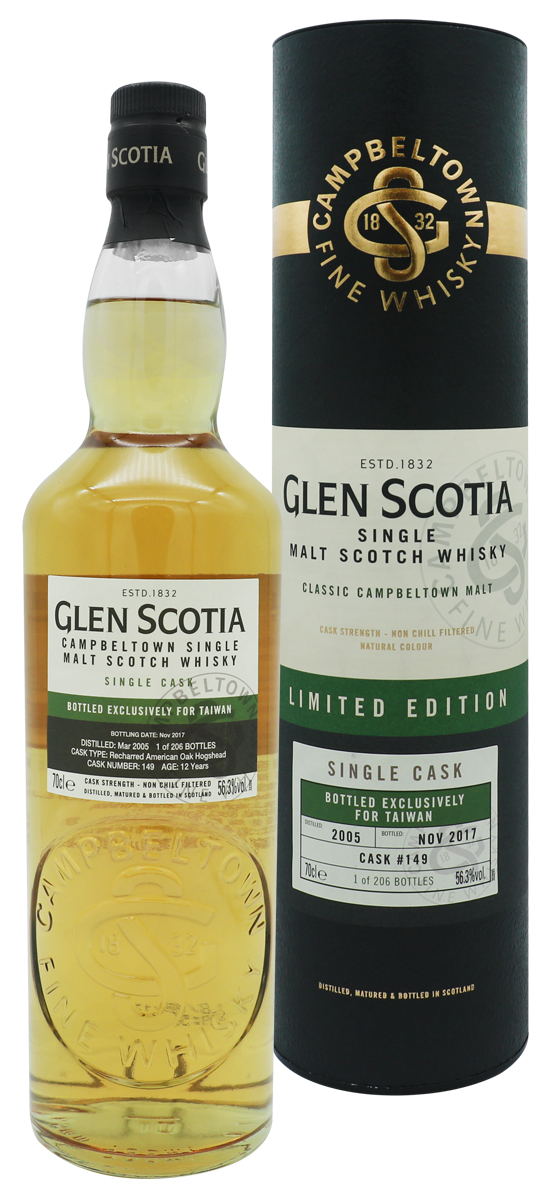 SCOTIA GL
ESTD.1832
GLEN SCOTIA
CAMPBELTOWN SINGLE
MALT SCOTCH WHISKY
SINGLE CASK
BOTTLED EXCLUSIVELY FOR TAIWAN
BOTTLING DATE: Nov 2017
DISTILLED: Mar 2005 1 of 206 BOTTLES
CASK TYPE: Recharred American Oak Hogshead
CASK NUMBER: 149 AGE: 12 Years
70cl e CASK STRENGTH - NON CHILL FILTERED 56,3%vol.
DISTILLED, MATURED & BOTTLED IN SCOTLAND
CAMPBELTOWN
18 32
FINE WHISKY
CAMPBELTOWN
18 32
FINE WHISKY
ESTD.1832
GLEN SCOTIA
SINGLE
MALT SCOTCH WHISKY
CLASSIC CAMPBELTOWN MALT
CASK STRENGTH - NON CHILL FILTERED
NATURAL COLOUR
LIMITED EDITION
SINGLE CASK
BOTTLED EXCLUSIVELY
FOR TAIWAN
DISTILLED: 2005 BOTTLED: NOV 2017
CASK #149
70cl e 1 of 206 BOTTLES 56.3%vol.
DISTILLED, MATURED & BOTTLED IN SCOTLAND